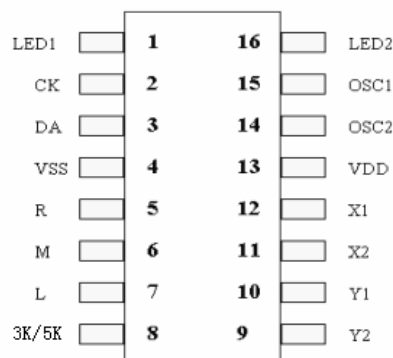 LED1 1 16 LED2
CK 2 15 OSC1
DA 3 14 OSC2
VSS 4 13 VDD
R 5 12 X1
M 6 11 X2
L 7 10 Y1
3K/5K 8 9 Y2